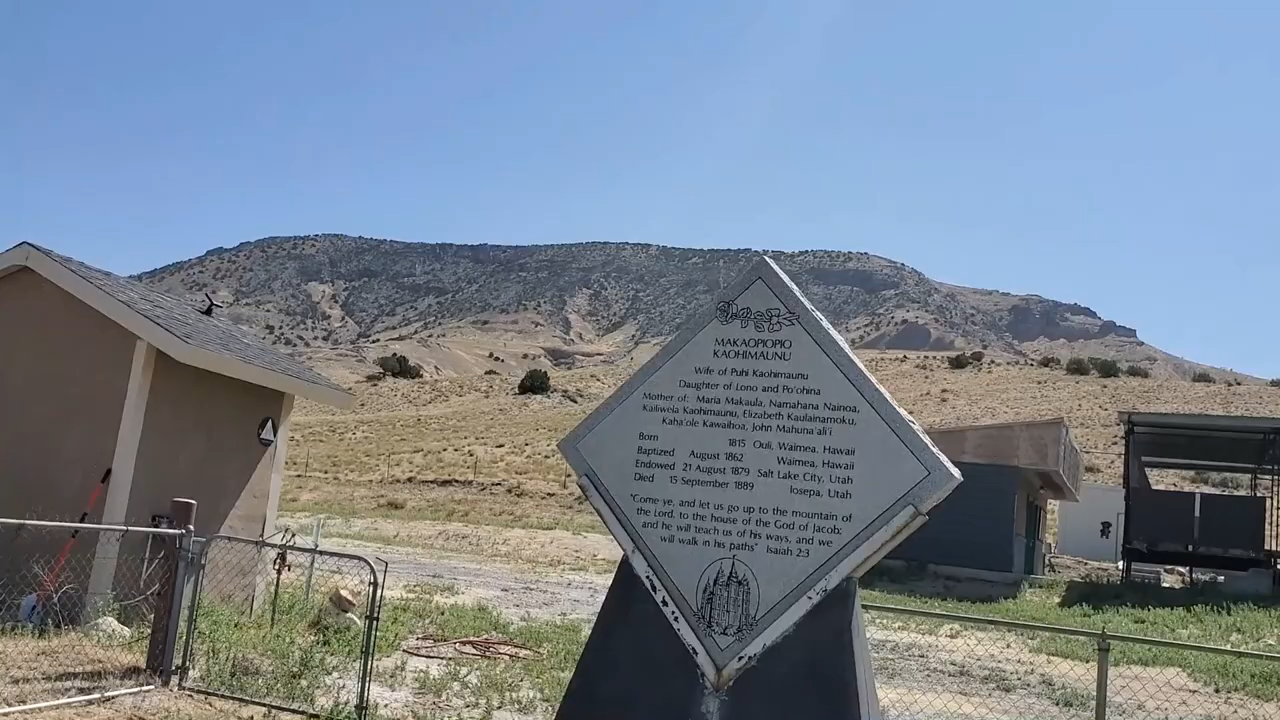 MAKAOPIOPIO
KAOHIMAUNU
Wife of Puhi Kaohimaunu
Daughter of Lono and Po'ohina
Mother of: Maria Makaula, Namahana Nainoa,
Kailiwela Kaohimaunu, Elizabeth Kaulainamoku,
Kaha'ole Kawaihoa, John Mahuna'ali'i
Born 1815 Ouli, Waimea, Hawaii
Baptized August 1862 Waimea, Hawaii
Endowed 21 August 1879 Salt Lake City, Utah
Died 15 September 1889 Iosepa, Utah
"Come ye, and let us go up to the mountain of
the Lord, to the house of the God of Jacob;
and he will teach us of his ways, and we
will walk in his paths" Isaiah 2:3